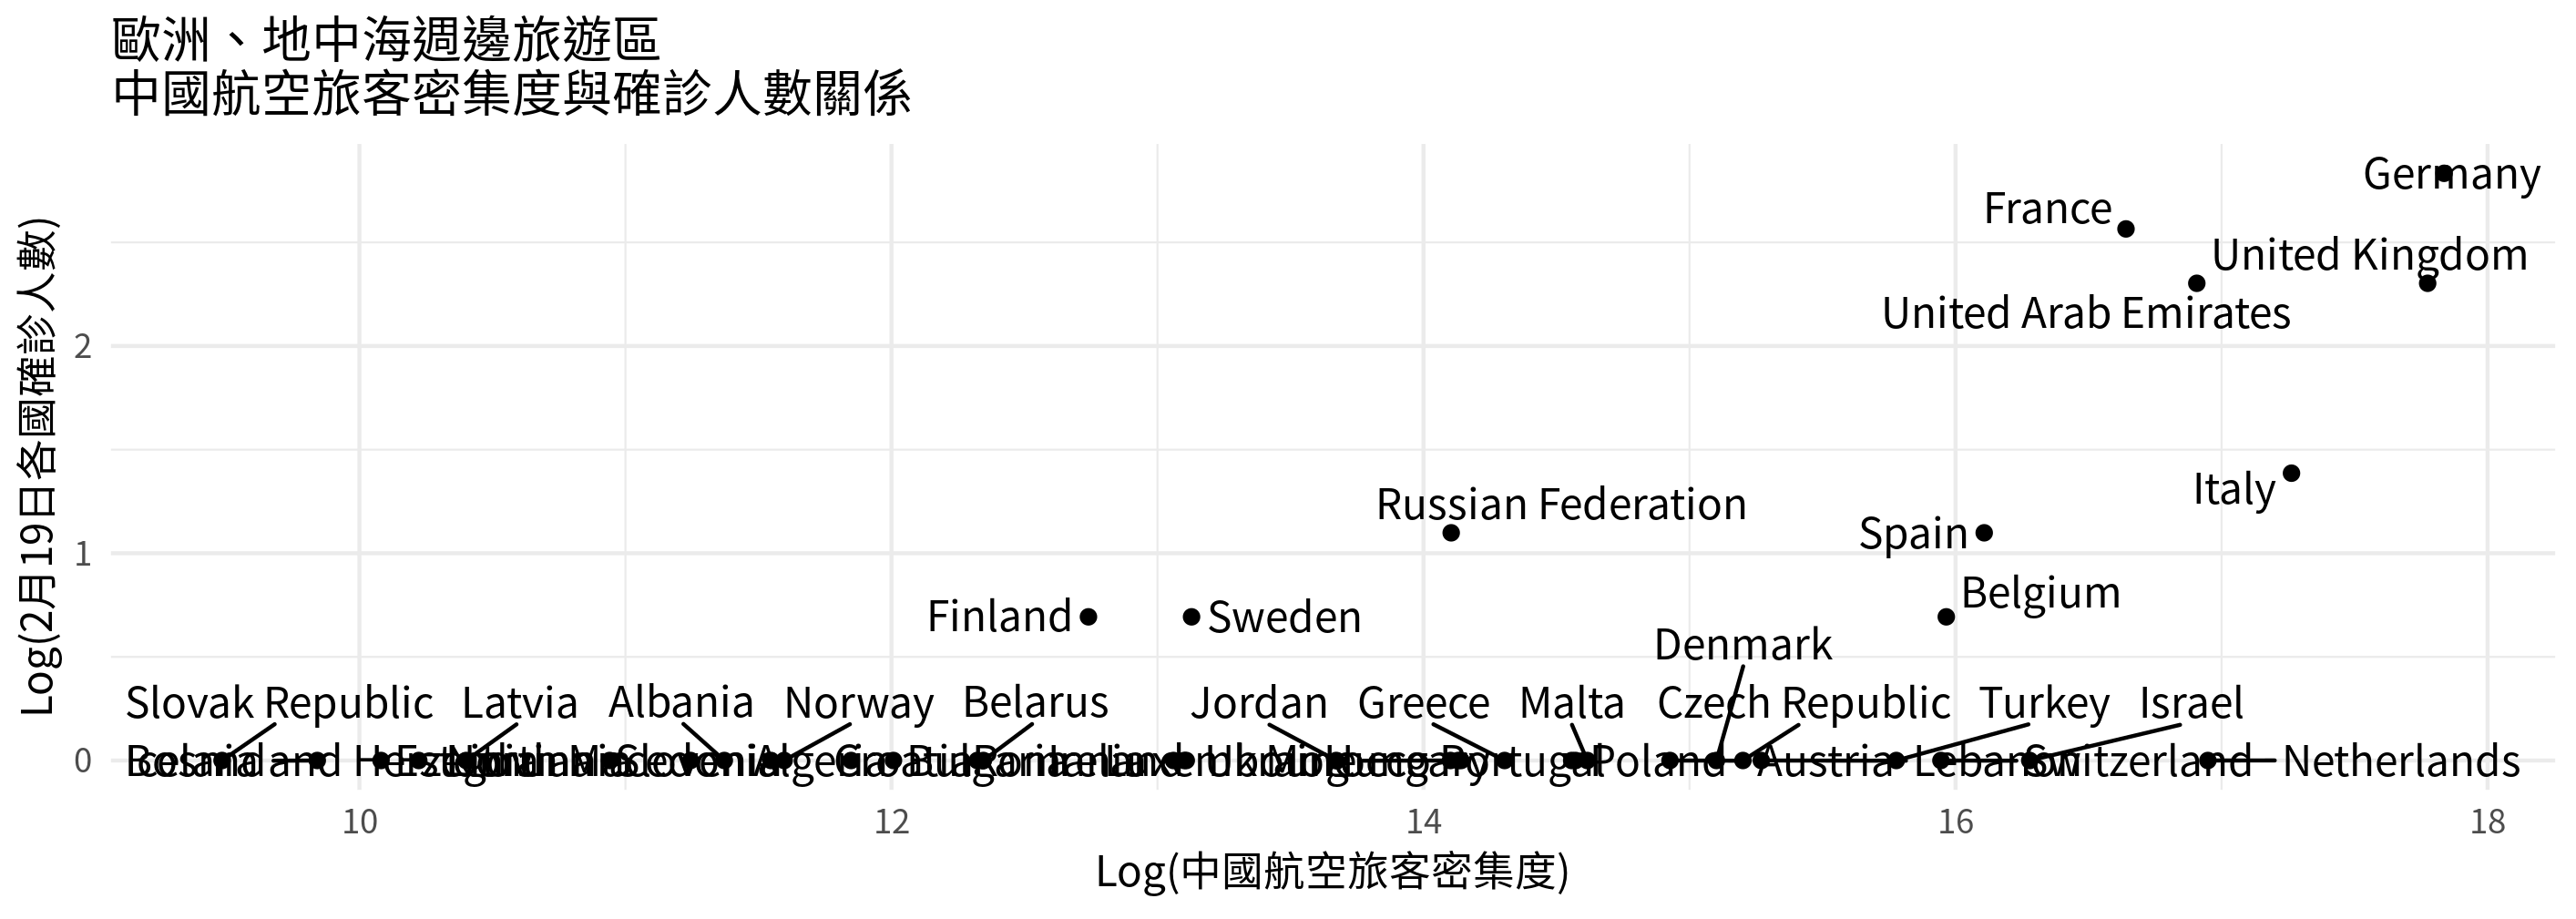 歐洲、地中海週邊旅遊區
中國航空旅客密集度與確診人數關係
Log(2月19日各國確診人數)
Germany
France
United Kingdom
United Arab Emirates
2
Italy
Russian Federation
Spain
1
Belgium
Finland
Sweden
Denmark
Slovak Republic
Latvia
Albania
Norway
Belarus
Jordan
Greece
Malta
Czech Republic
Turkey
Israel
0
Portugal
Poland
Austria
Lebanon
Switzerland
Netherlands
10
12
14
16
18
Log(中國航空旅客密集度)